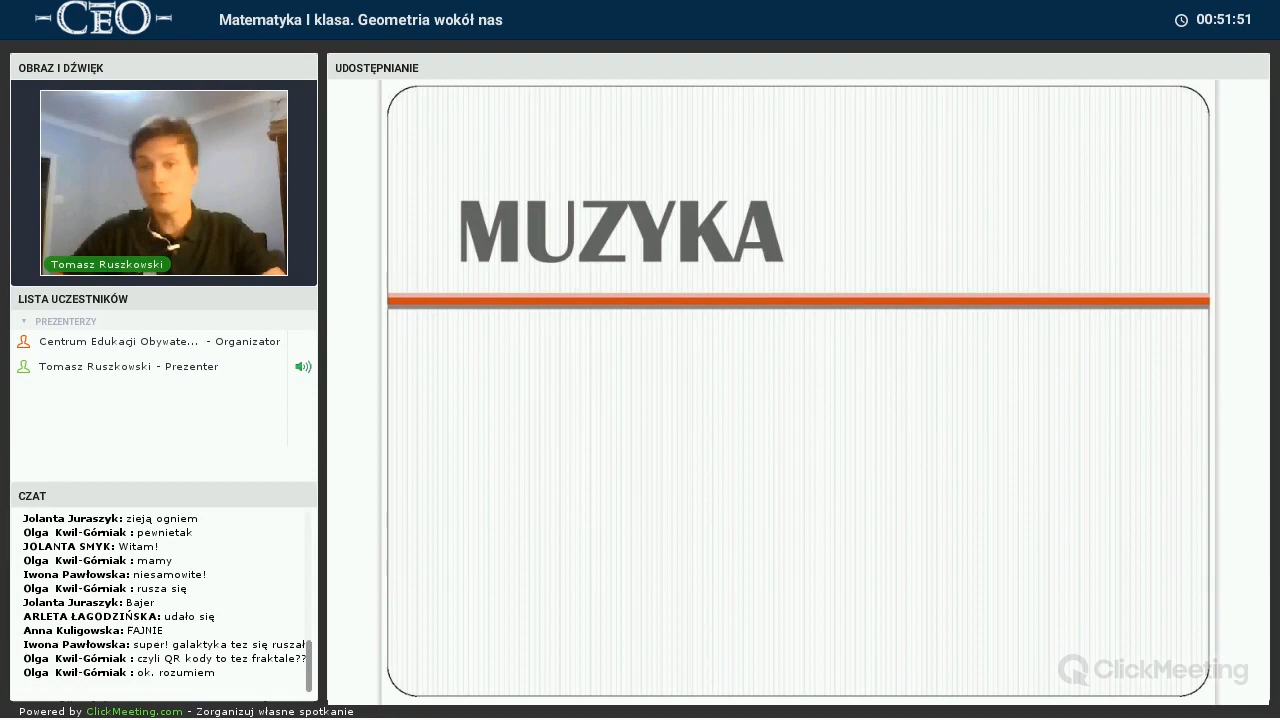 CEO
Matematyka I klasa. Geometria wokół nas
00:51:51
OBRAZ I DŹWIĘK
Tomasz Ruszkowski
LISTA UCZESTNIKÓW
PREZENTERZY
Centrum Edukacji Obywate... - Organizator
Tomasz Ruszkowski - Prezenter
CZAT
Jolanta Juraszyk: zieją ogniem
Olga Kwil-Górniak : pewnietak
JOLANTA SMYK: Witam!
Olga Kwil-Górniak : mamy
Iwona Pawłowska: niesamowite!
Olga Kwil-Górniak : rusza się
Jolanta Juraszyk: Bajer
ARLETA ŁAGODZIŃSKA: udało się
Anna Kuligowska: FAJNIE
Iwona Pawłowska: super! galaktyka tez się ruszał
Olga Kwil-Górniak : czyli QR kody to tez fraktale??
Olga Kwil-Górniak : ok. rozumiem
Powered by ClickMeeting.com - Zorganizuj własne spotkanie
UDOSTĘPNIANIE
MUZYKA
ClickMeeting